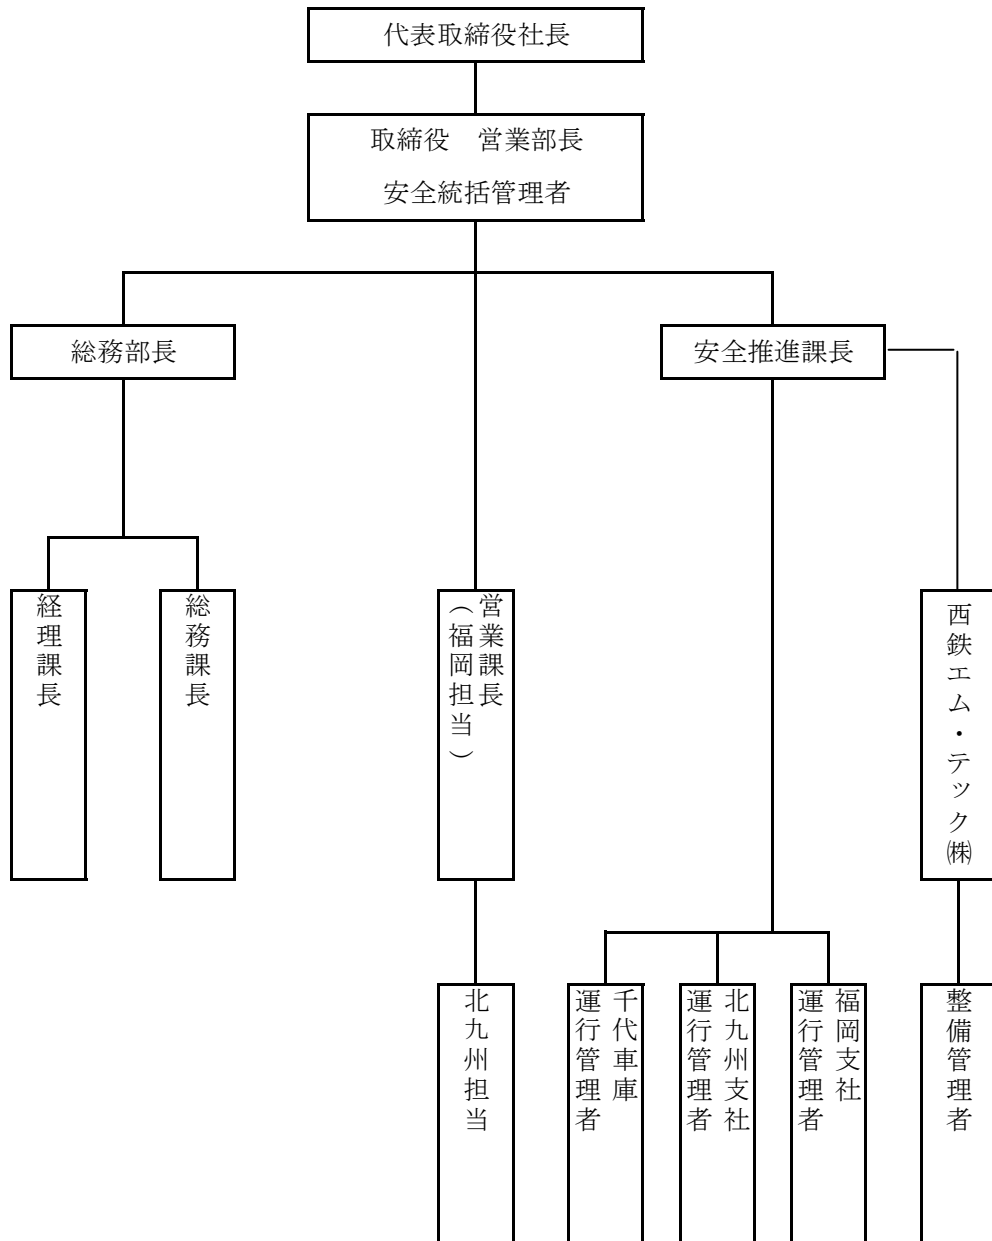 代表取締役社長
取締役　営業部長
安全統括管理者
総務部長
安全推進課長
経理課長
総務課長
営業課長
（福岡担当）
西鉄エム・テック㈱
北九州担当
千代車庫
運行管理者
北九州支社
運行管理者
福岡支社
運行管理者
整備管理者